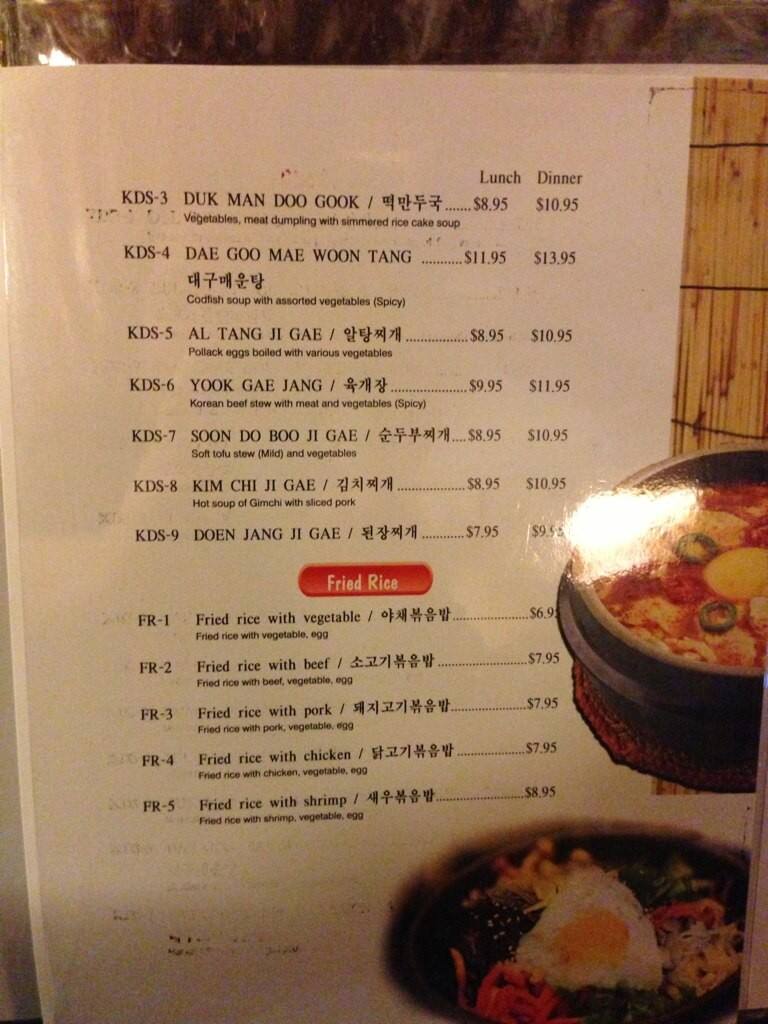 Lunch Dinner
KDS-3 DUK MAN DOO GOOK / 떡만두국.......$8.95 $10.95
Vegetables, meat dumpling with simmered rice cake soup
KDS-4 DAE GOO MAE WOON TANG ..........$11.95 $13.95
대구매운탕
Codfish soup with assorted vegetables (Spicy)
KDS-5 AL TANG JI GAE / 알탕찌개.................$8.95 $10.95
Pollack eggs boiled with various vegetables
KDS-6 YOOK GAE JANG / 육개장.....................$9.95 $11.95
Korean beef stew with meat and vegetables (Spicy)
KDS-7 SOON DO BOO JI GAE / 순두부찌개....$8.95 $10.95
Soft tofu stew (Mild) and vegetables
KDS-8 KIM CHI JI GAE / 김치찌개...................$8.95 $10.95
Hot soup of Gimchi with sliced pork
KDS-9 DOEN JANG JI GAE / 된장찌개............$7.95
Fried Rice
FR-1 Fried rice with vegetable / 야채볶음밥.....................
Fried rice with vegetable, egg
FR-2 Fried rice with beef / 소고기볶음밥.........................$7.95
Fried rice with beef, vegetable, egg
FR-3 Fried rice with pork / 돼지고기볶음밥.....................$7.95
Fried rice with pork, vegetable, egg
FR-4 Fried rice with chicken / 닭고기볶음밥....................$7.95
Fried rice with chicken, vegetable, egg
FR-5 Fried rice with shrimp / 새우볶음밥.........................$8.95
Fried rice with shrimp, vegetable, egg